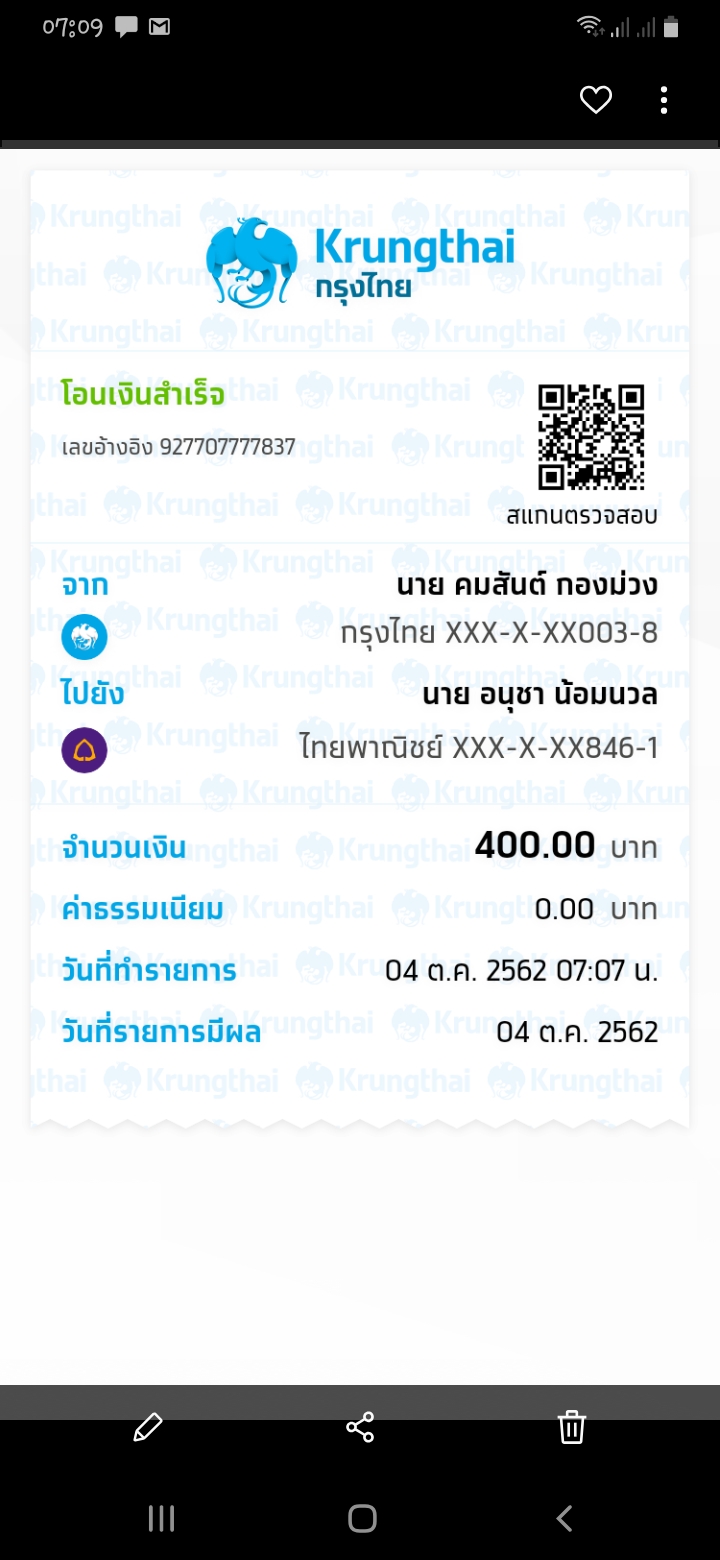 07:09
Krungthai
กรุงไทย
โอนเงินสำเร็จ
เลขอ้างอิง 927707777837
สแกนตรวจสอบ
จาก นาย คมสันต์ กองม่วง
กรุงไทย XXX-X-XX003-8
ไปยัง นาย อนุชา น้อมนวล
ไทยพาณิชย์ XXX-X-XX846-1
จำนวนเงิน 400.00 บาท
ค่าธรรมเนียม 0.00 บาท
วันที่ทำรายการ 04 ต.ค. 2562 07:07 น.
วันที่รายการมีผล 04 ต.ค. 2562